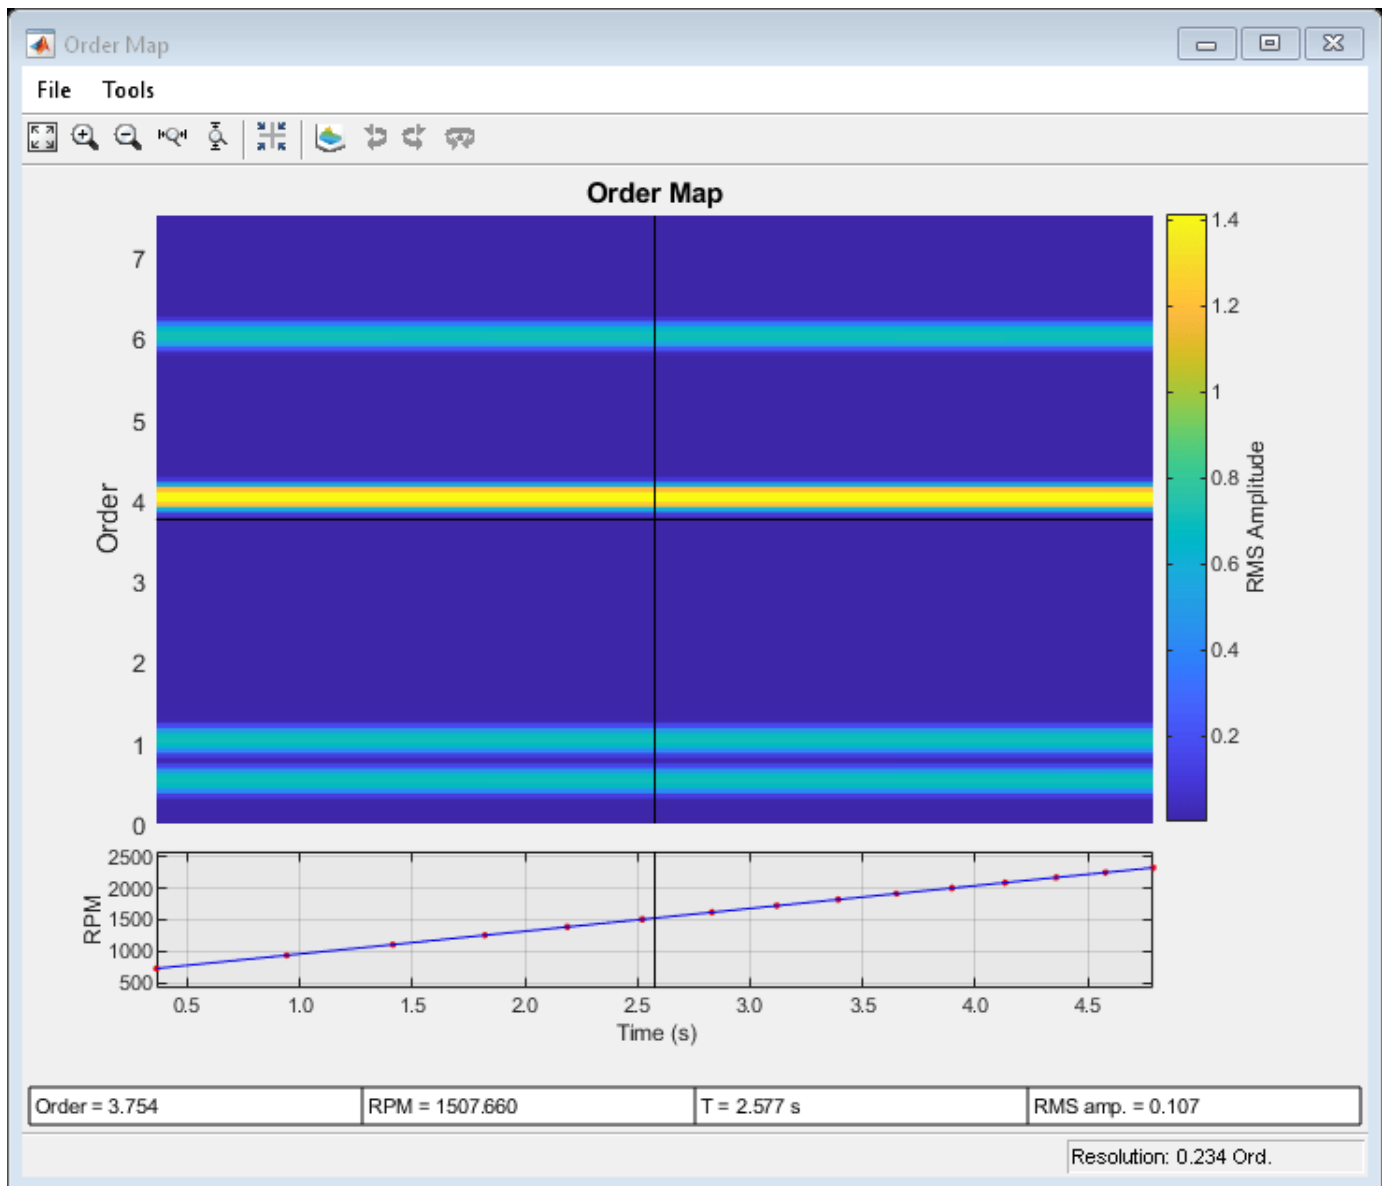 Order Map
File Tools
Order Map
7
6
5
4
3
2
1
0
Order
1.4
1.2
1
0.8
0.6
0.4
0.2
RMS Amplitude
2500
2000
1500
1000
500
RPM
0.5 1.0 1.5 2.0 2.5 3.0 3.5 4.0 4.5
Time (s)
Order = 3.754 RPM = 1507.660 T = 2.577 s RMS amp. = 0.107
Resolution: 0.234 Ord.